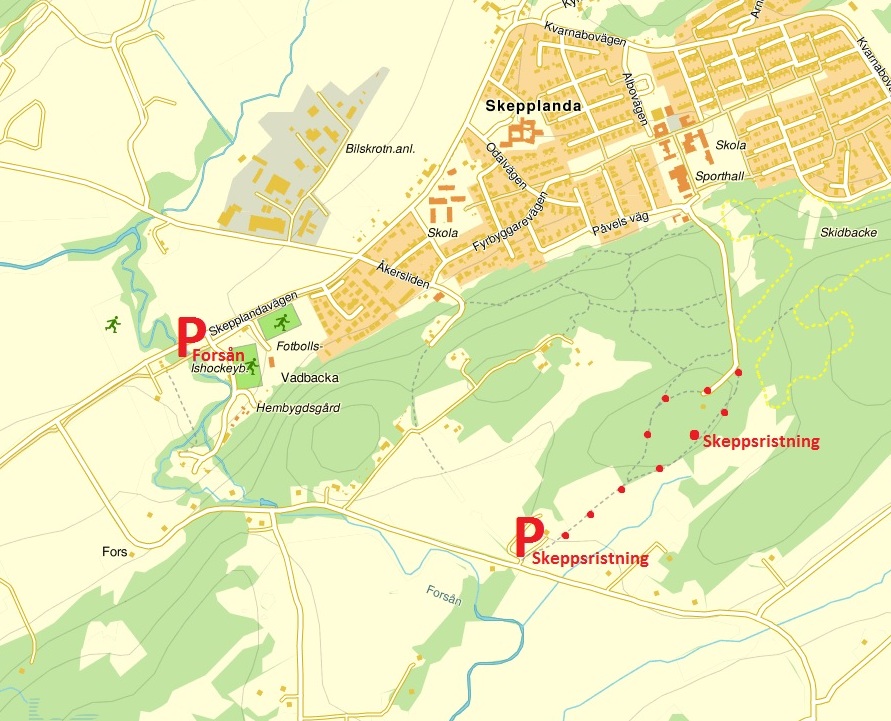 Kvarnabovägen
Kvarnabov
Albovägen
Skepplanda
Bilskrotn.anl.
Odalvägen
Skola
Sporthall
Skola
Fyrbyggarevägen
Påvels väg
Skidbacke
Åkersliden
Skepplandavägen
P
Forsån
Ishockeyb.
Fotbolls-
Vadbacka
Hembygdsgård
Skeppsristning
P
Skeppsristning
Fors
Forsån